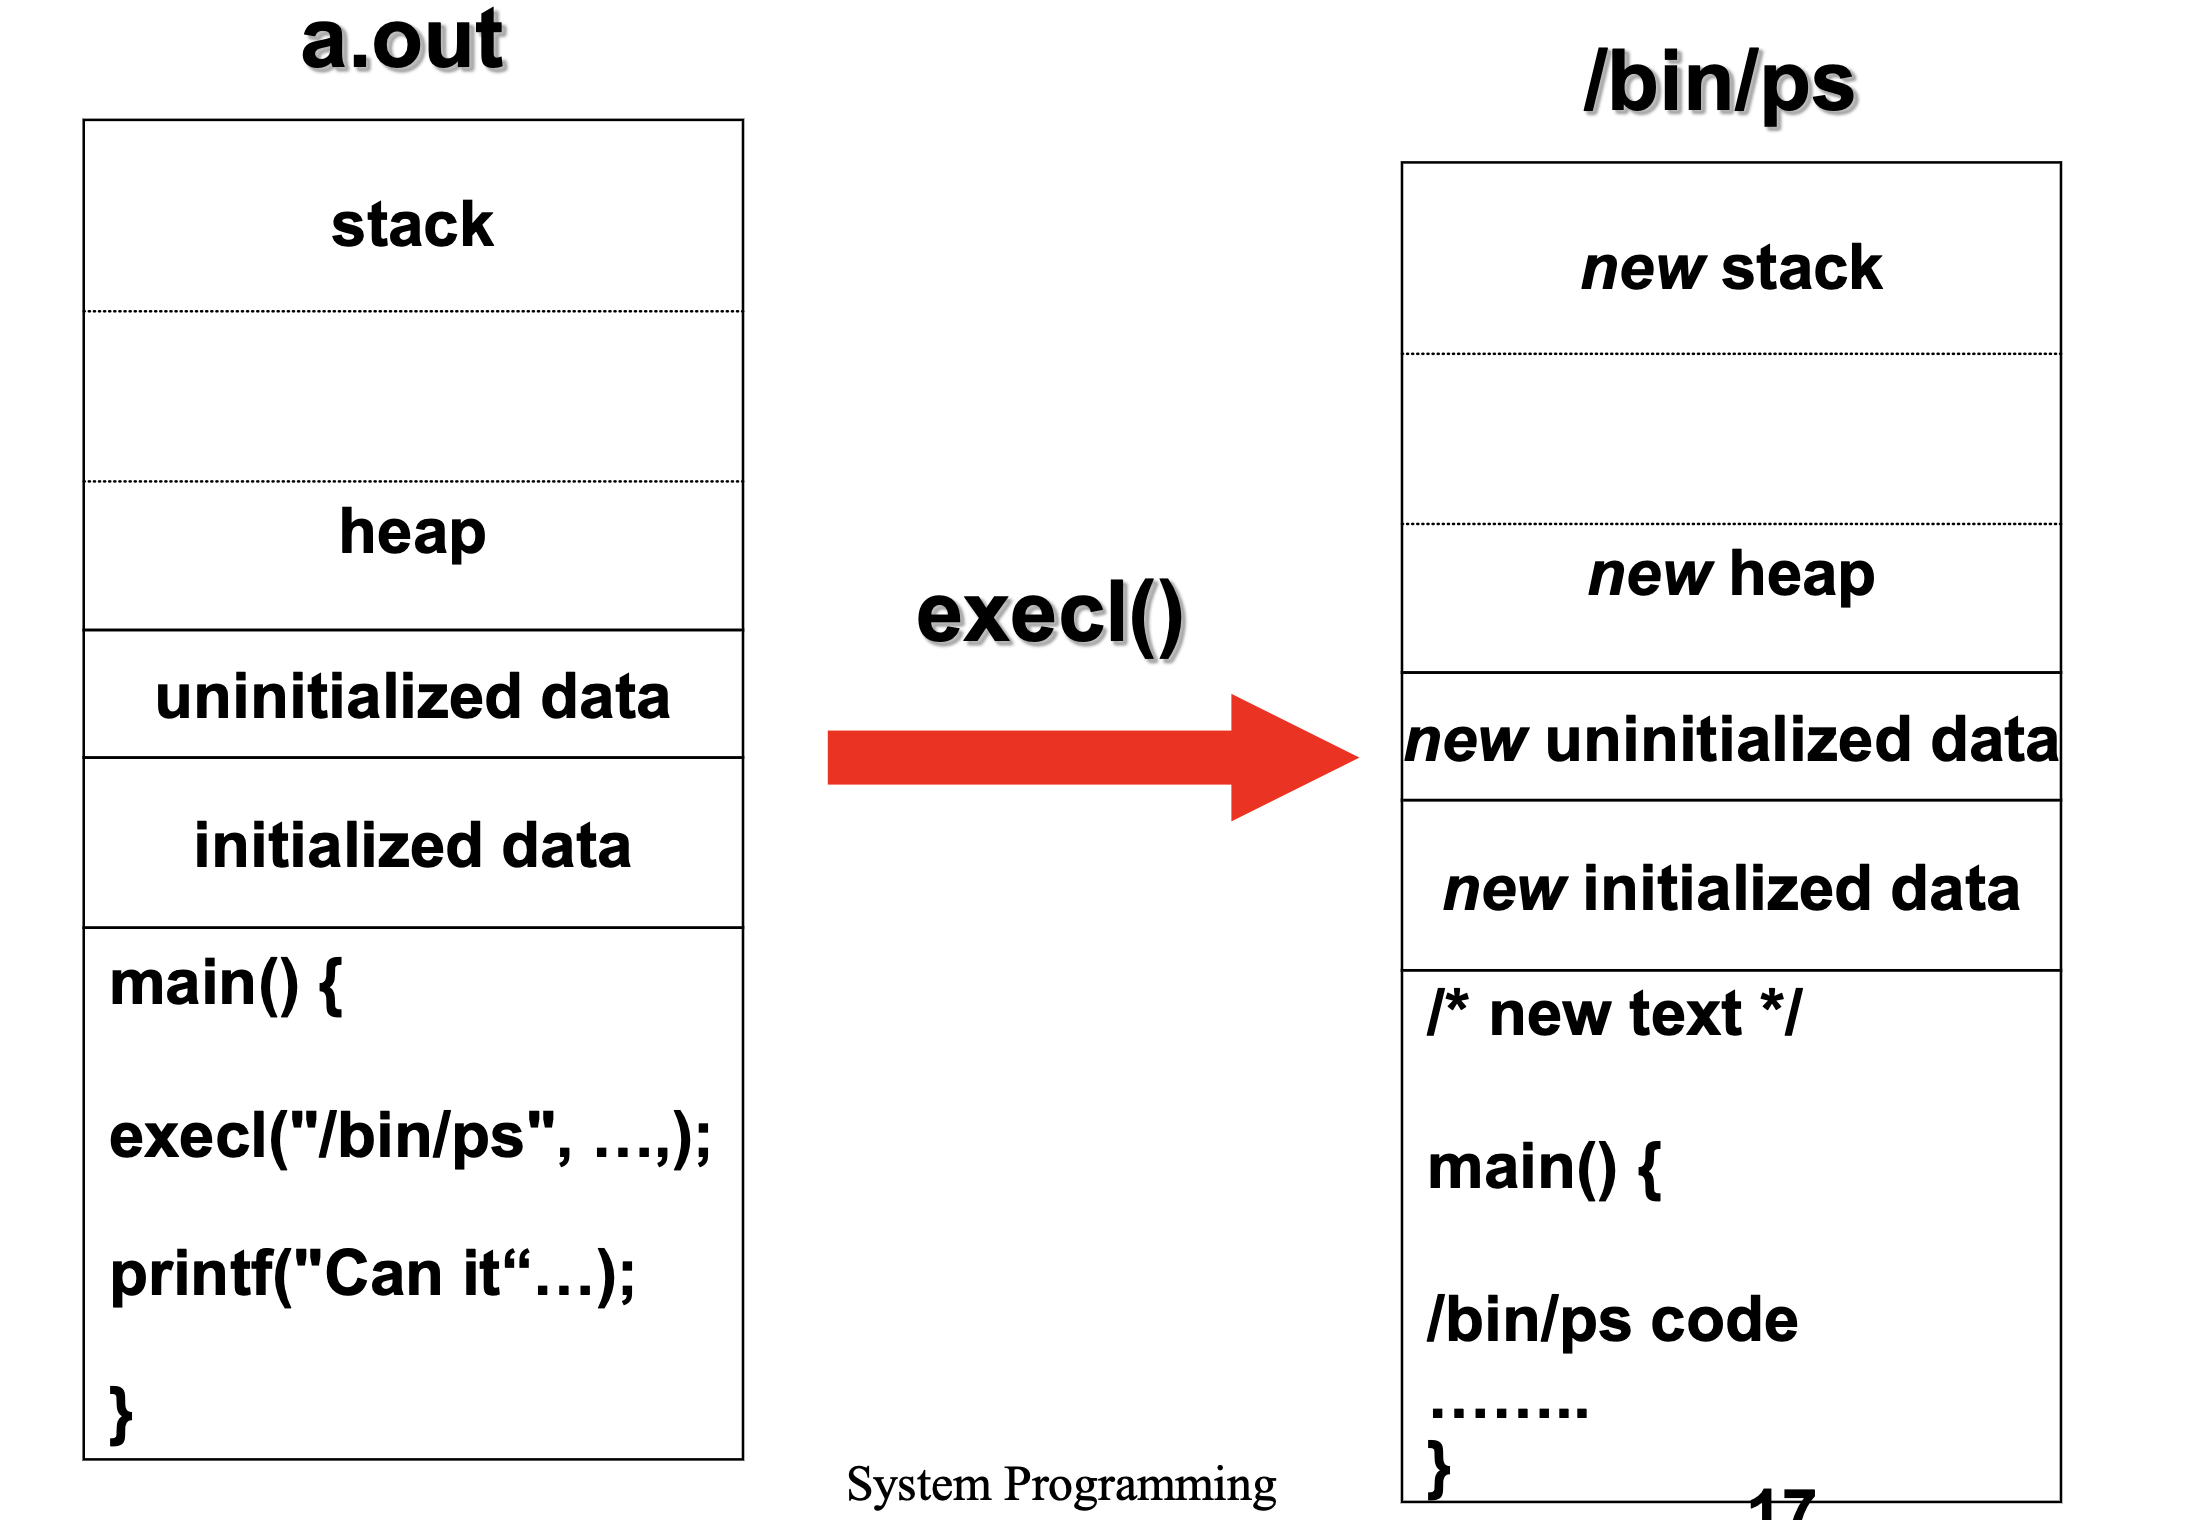 a.out
stack
heap
uninitialized data
initialized data
main() {
execl("/bin/ps", …,);
printf("Can it“…);
}
execl()
/bin/ps
new stack
new heap
new uninitialized data
new initialized data
/* new text */
main() {
/bin/ps code
……..
}
System Programming
17